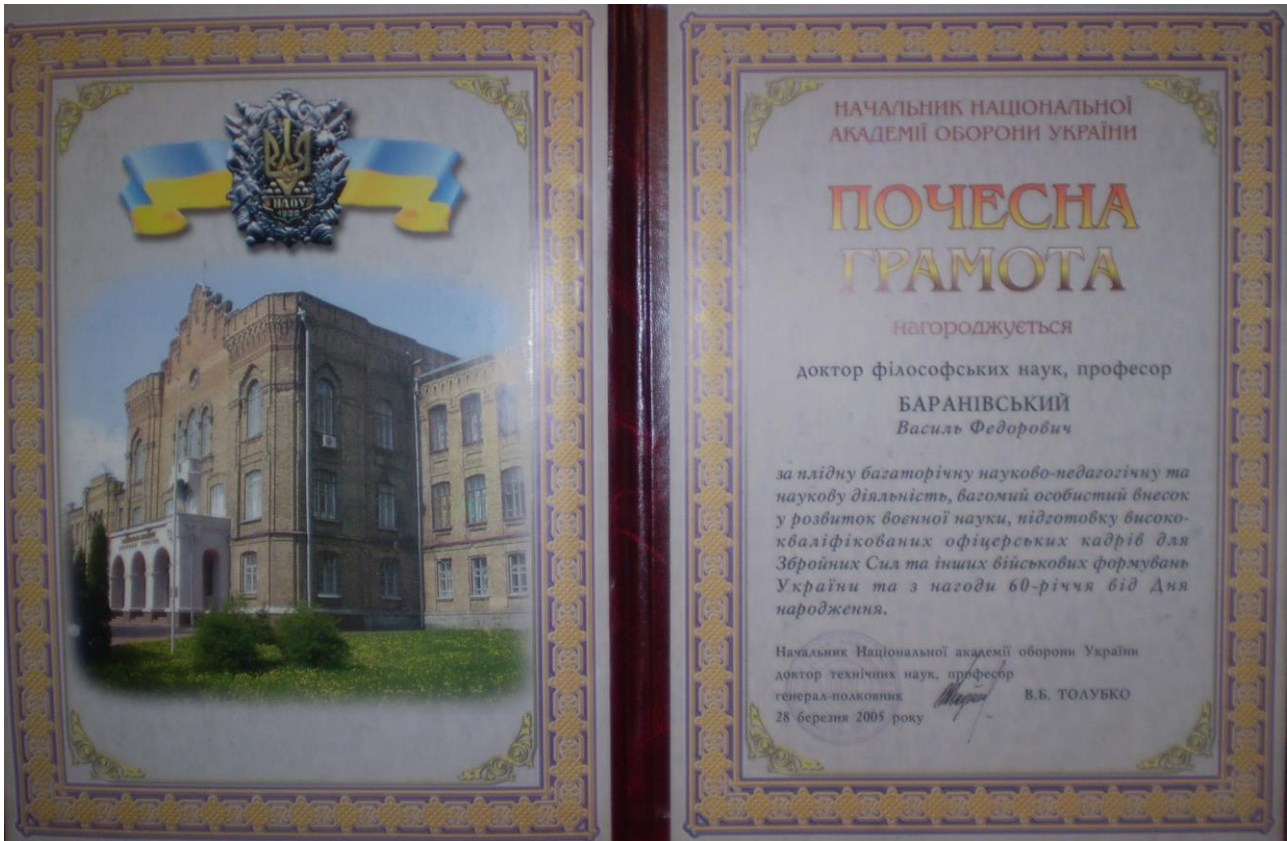 НАОУ
1992
НАЧАЛЬНИК НАЦІОНАЛЬНОЇ
АКАДЕМІЇ ОБОРОНИ УКРАЇНИ
ПОЧЕСНА
ГРАМОТА
нагороджується
доктор філософських наук, професор
БАРАНІВСЬКИЙ
Василь Федорович
за плідну багаторічну науково-педагогічну та
наукову діяльність, вагомий особистий внесок
у розвиток воєнної науки, підготовку високо-
кваліфікованих офіцерських кадрів для
Збройних Сил та інших військових формувань
України та з нагоди 60-річчя від Дня
народження.
Начальник Національної академії оборони України
доктор технічних наук, професор
генерал-полковник В.Б. ТОЛУБКО
28 березня 2005 року